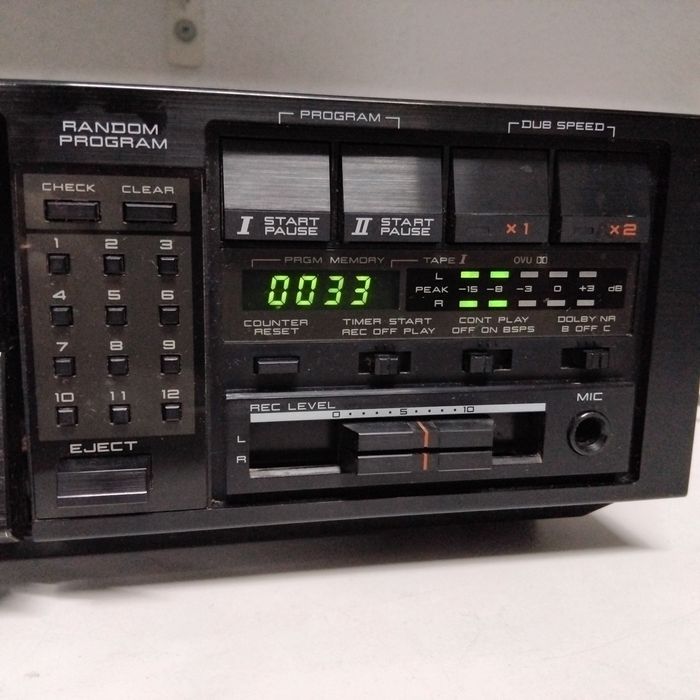 RANDOM
PROGRAM
CHECK CLEAR
1 2 3
4 5 6
7 8 9
10 11 12
EJECT
PROGRAM
DUB SPEED
I START
PAUSE
II START
PAUSE
×1
×2
PRGM MEMORY
TAPE I
OVU
0033
L
PEAK -15 -8 -3 0 +3 dB
R
COUNTER
RESET
TIMER START
REC OFF PLAY
CONT PLAY
OFF ON BSPS
DOLBY NR
B OFF C
REC LEVEL
0 ···· 5 ···· 10
L
R
MIC